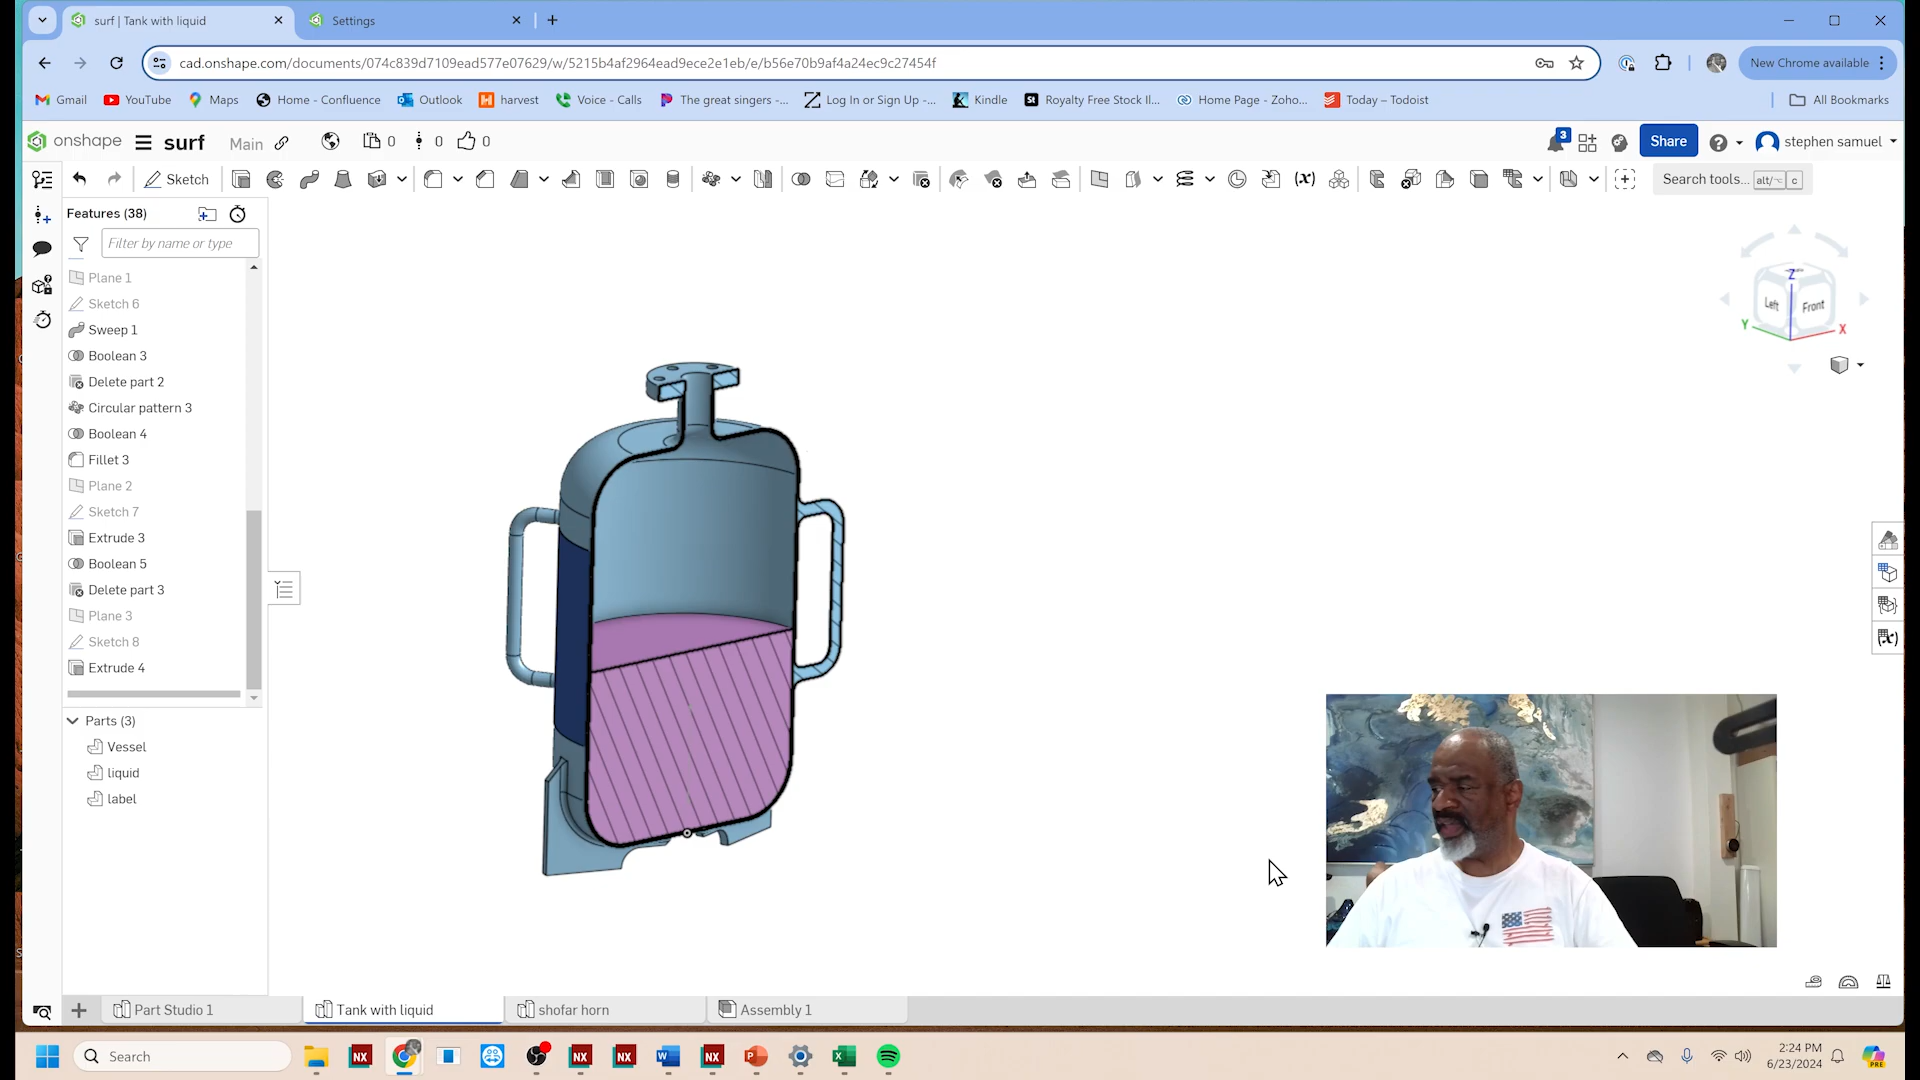 surf | Tank with liquid
Settings
cad.onshape.com/documents/074c839d7109ead577e07629/w/5215b4af2964ead9ece2e1eb/e/b56e70b9af4a24ec9c27454f
New Chrome available
Gmail
YouTube
Maps
Home - Confluence
Outlook
harvest
Voice - Calls
The great singers -...
Log In or Sign Up -...
Kindle
Royalty Free Stock Il...
Home Page - Zoho...
Today – Todoist
All Bookmarks
onshape
surf
Main
0
0
0
3
Share
stephen samuel
Sketch
Search tools...
alt/⌥
c
Features (38)
Filter by name or type
Plane 1
Sketch 6
Sweep 1
Boolean 3
Delete part 2
Circular pattern 3
Boolean 4
Fillet 3
Plane 2
Sketch 7
Extrude 3
Boolean 5
Delete part 3
Plane 3
Sketch 8
Extrude 4
Parts (3)
Vessel
liquid
label
Z
Left
Front
Y
X
Part Studio 1
Tank with liquid
shofar horn
Assembly 1
Search
2:24 PM
6/23/2024